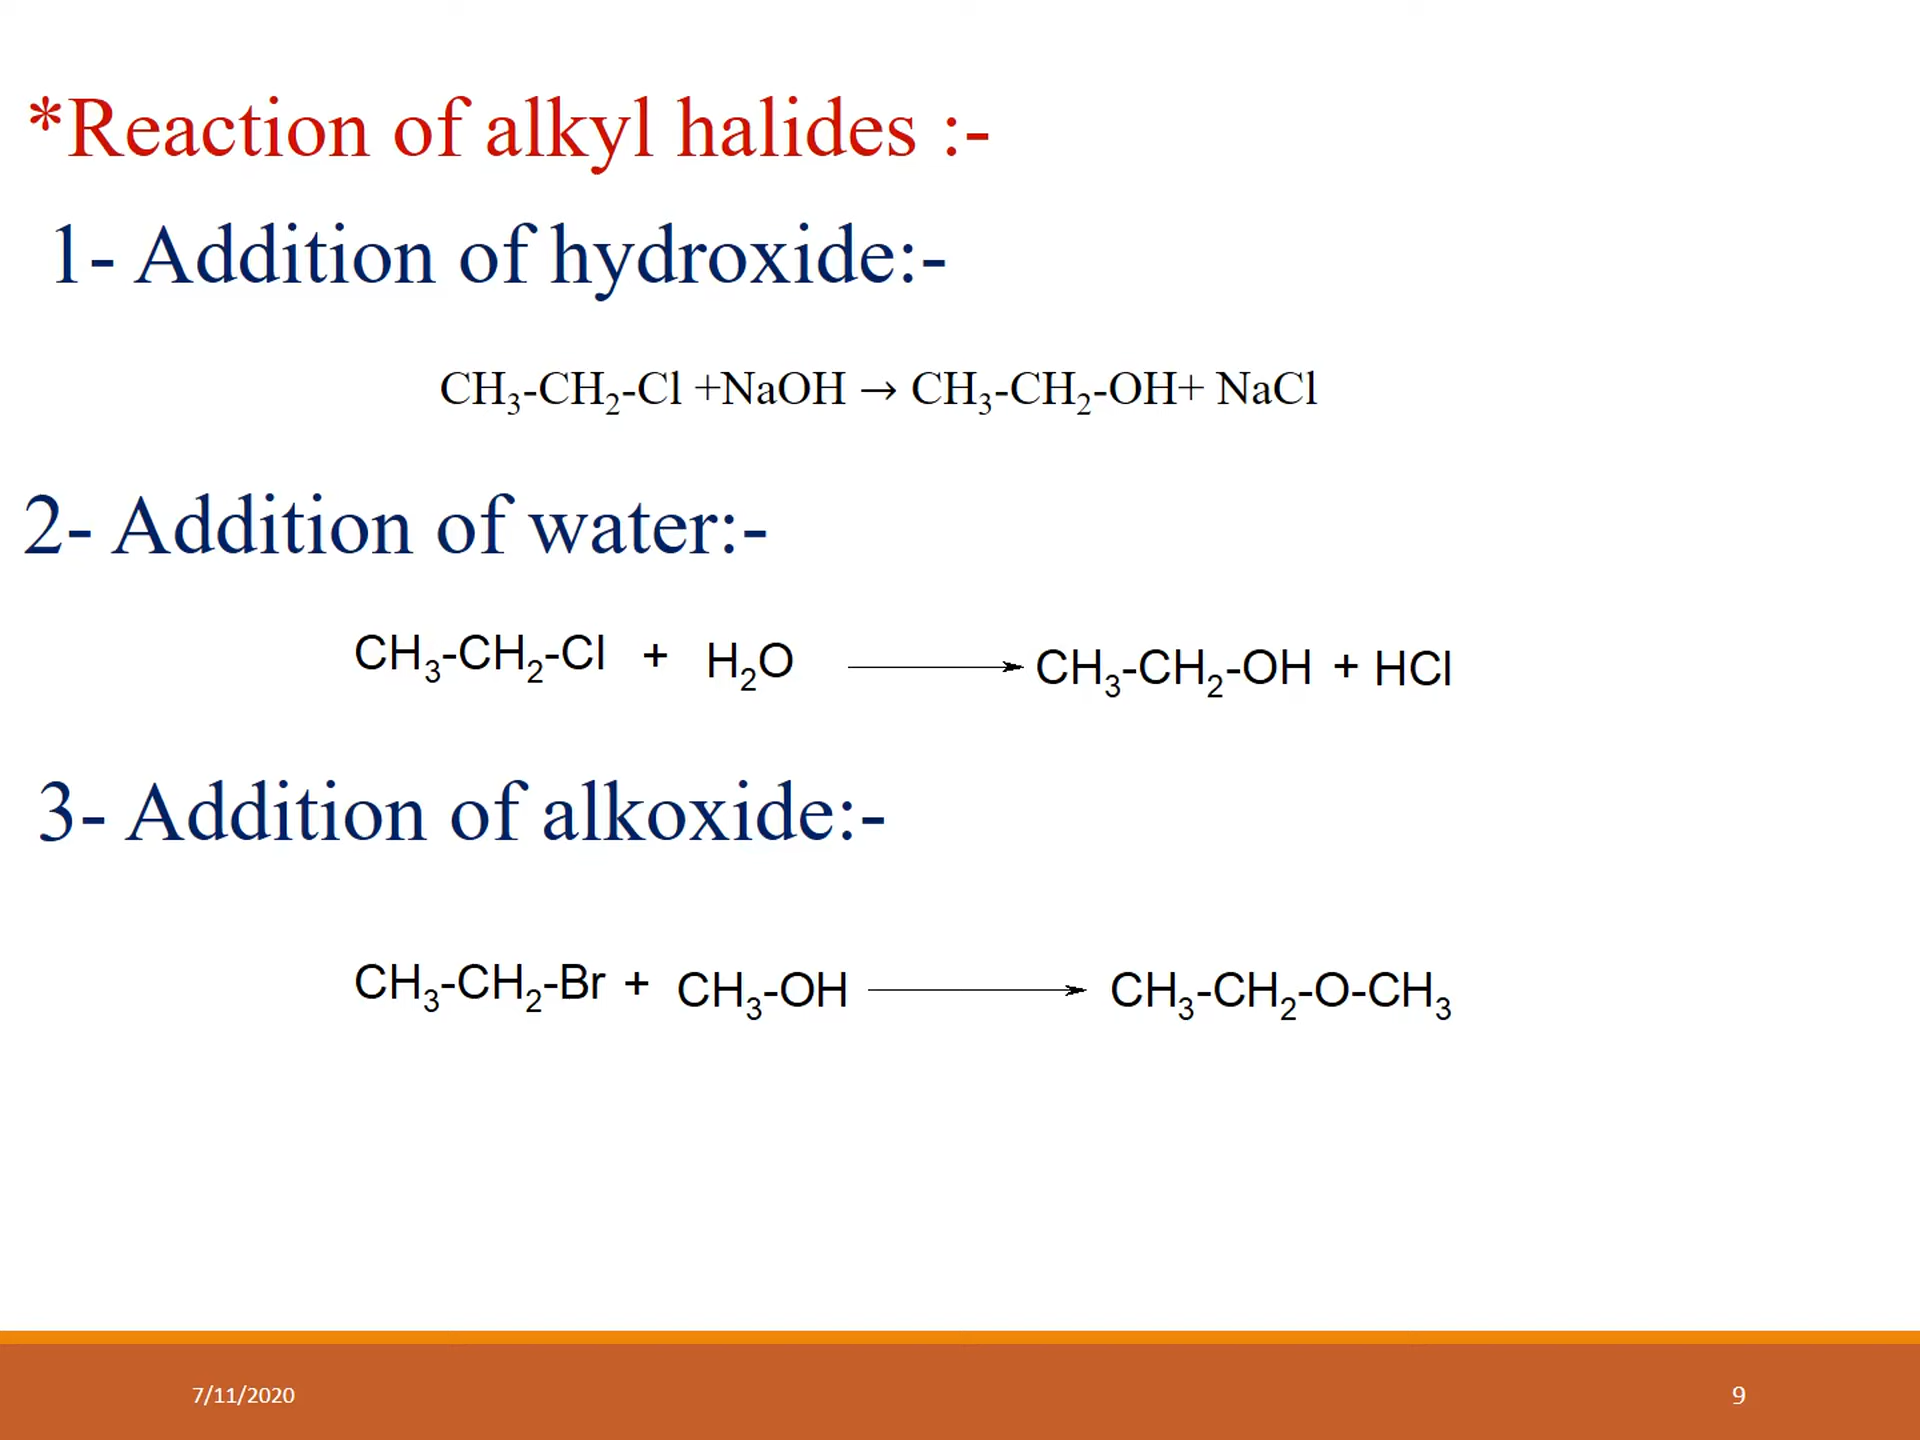 *Reaction of alkyl halides :-
1- Addition of hydroxide:-
CH₃-CH₂-Cl +NaOH → CH₃-CH₂-OH+ NaCl
2- Addition of water:-
CH₃-CH₂-Cl + H₂O ⟶ CH₃-CH₂-OH + HCl
3- Addition of alkoxide:-
CH₃-CH₂-Br + CH₃-OH ⟶ CH₃-CH₂-O-CH₃
7/11/2020 9